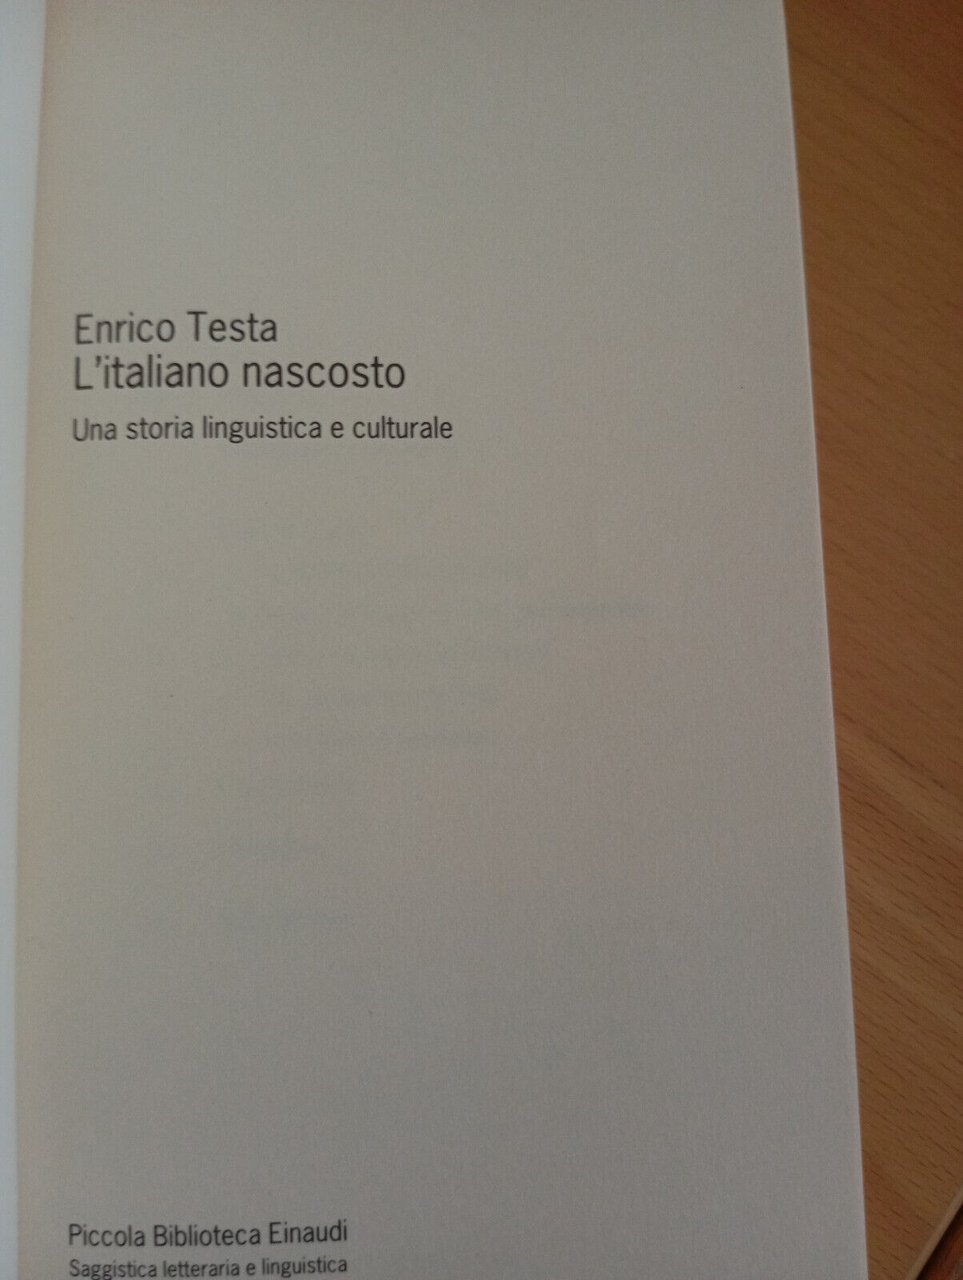 Enrico Testa
L'italiano nascosto
Una storia linguistica e culturale
Piccola Biblioteca Einaudi
Saggistica letteraria e linguistica